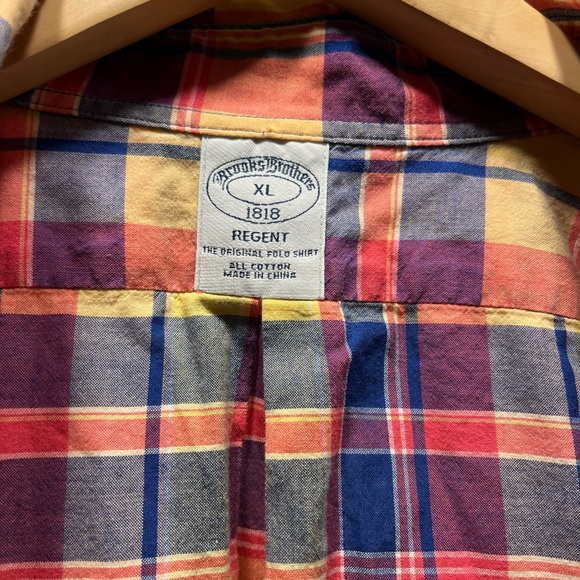 Brooks Brothers
XL
1818
REGENT
THE ORIGINAL POLO SHIRT
ALL COTTON
MADE IN CHINA